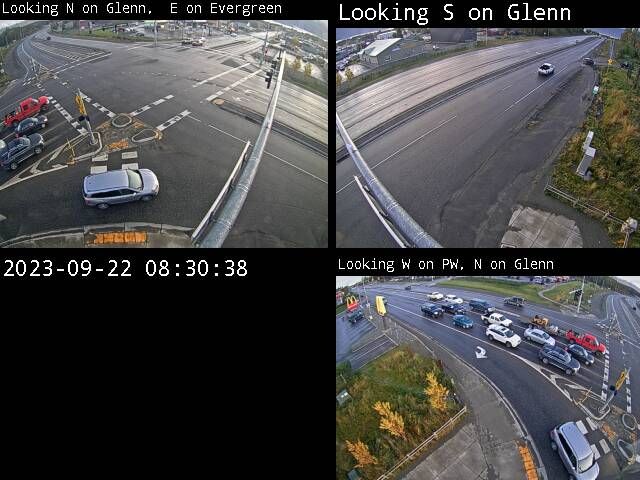 Looking N on Glenn, E on Evergreen
Looking S on Glenn
2023-09-22 08:30:38
Looking W on PW, N on Glenn